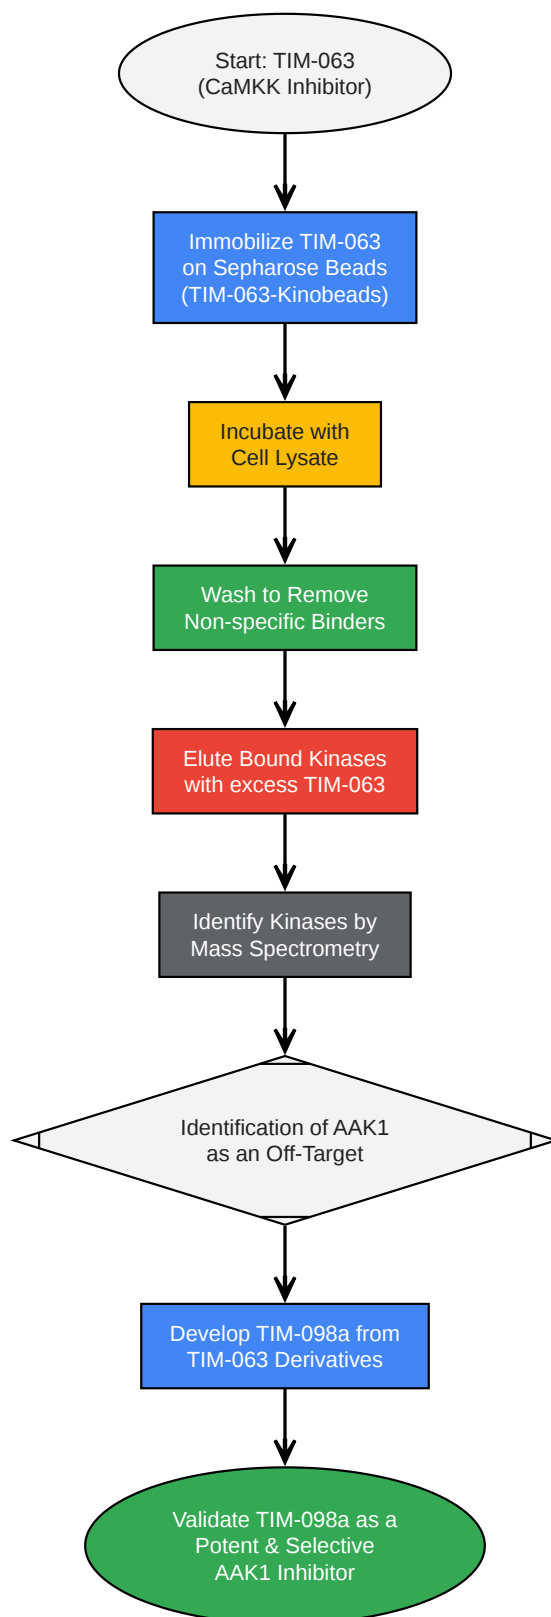 Start: TIM-063
(CaMKK Inhibitor)
Immobilize TIM-063
on Sepharose Beads
(TIM-063-Kinobeads)
Incubate with
Cell Lysate
Wash to Remove
Non-specific Binders
Elute Bound Kinases
with excess TIM-063
Identify Kinases by
Mass Spectrometry
Identification of AAK1
as an Off-Target
Develop TIM-098a from
TIM-063 Derivatives
Validate TIM-098a as a
Potent & Selective
AAK1 Inhibitor